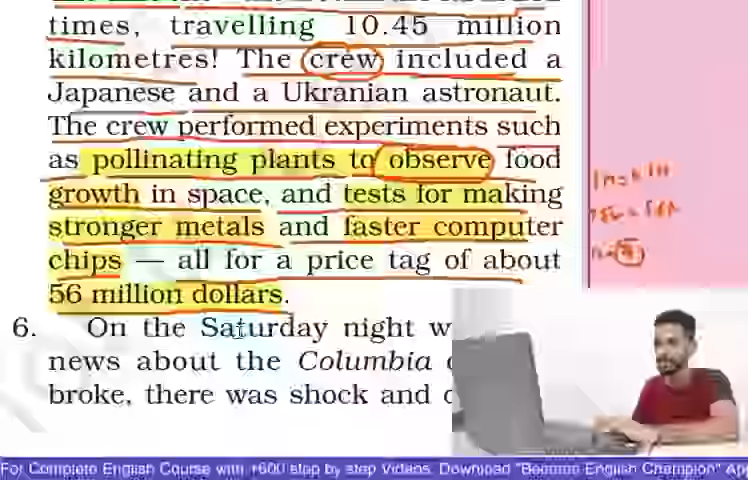 times, travelling 10.45 million
kilometres! The crew included a
Japanese and a Ukranian astronaut.
The crew performed experiments such
as pollinating plants to observe food
growth in space, and tests for making
stronger metals and faster computer
chips — all for a price tag of about
56 million dollars.
6. On the Saturday night
news about the Columbia
broke, there was shock and
For Complete English Course with +600 step by step Videos. Download "Become English Champion" App